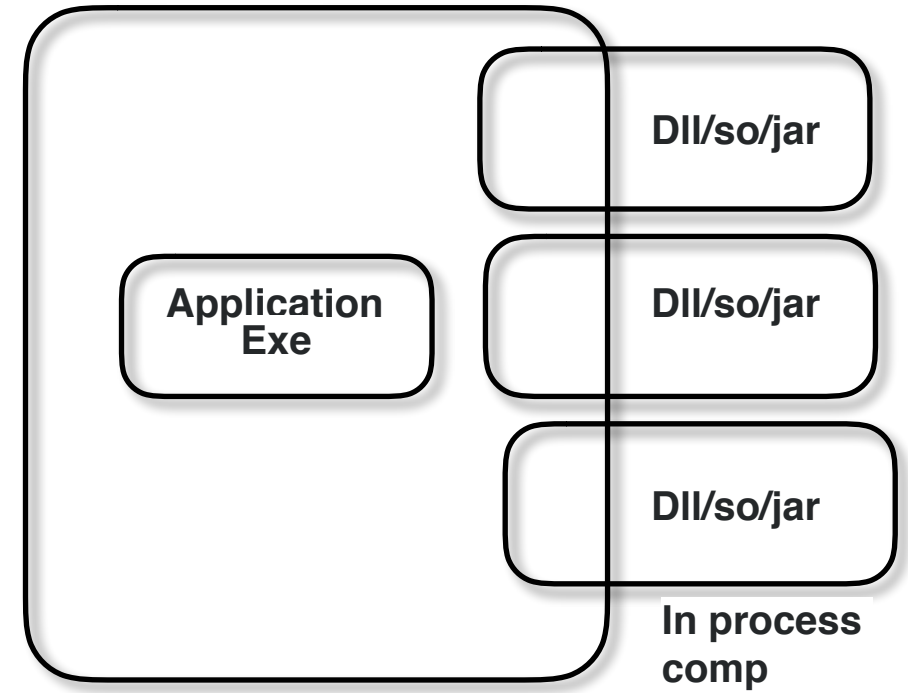 Dll/so/jar
Application
Exe
Dll/so/jar
Dll/so/jar
In process
comp